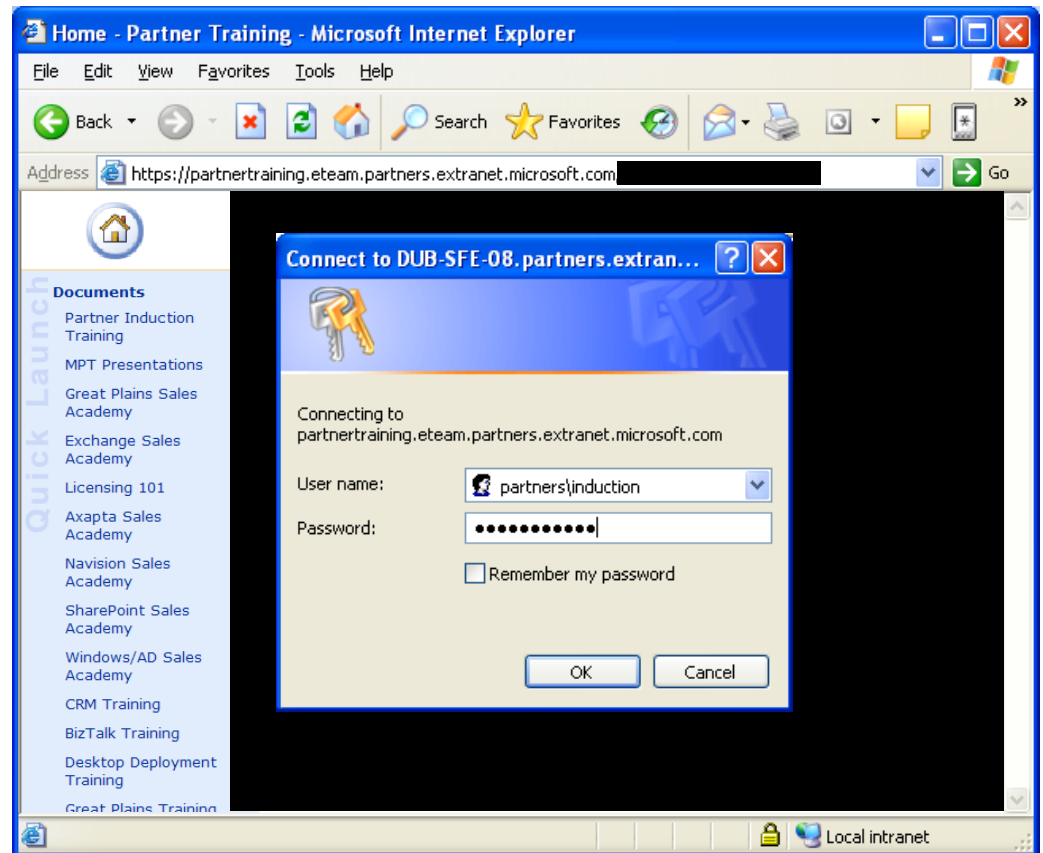 Home - Partner Training - Microsoft Internet Explorer
File Edit View Favorites Tools Help
Back Search Favorites »
Address https://partnertraining.eteam.partners.extranet.microsoft.com Go
Quick Launch
Documents
Partner Induction
Training
MPT Presentations
Great Plains Sales
Academy
Exchange Sales
Academy
Licensing 101
Axapta Sales
Academy
Navision Sales
Academy
SharePoint Sales
Academy
Windows/AD Sales
Academy
CRM Training
BizTalk Training
Desktop Deployment
Training
Great Plains Training
Connect to DUB-SFE-08.partners.extran...
Connecting to
partnertraining.eteam.partners.extranet.microsoft.com
User name: partners\induction
Password: •••••••••••
Remember my password
OK Cancel
Local intranet